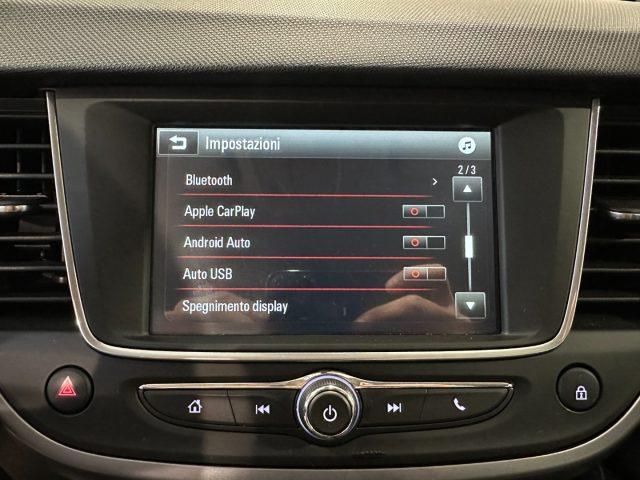 Impostazioni
2/3
Bluetooth
Apple CarPlay
Android Auto
Auto USB
Spegnimento display